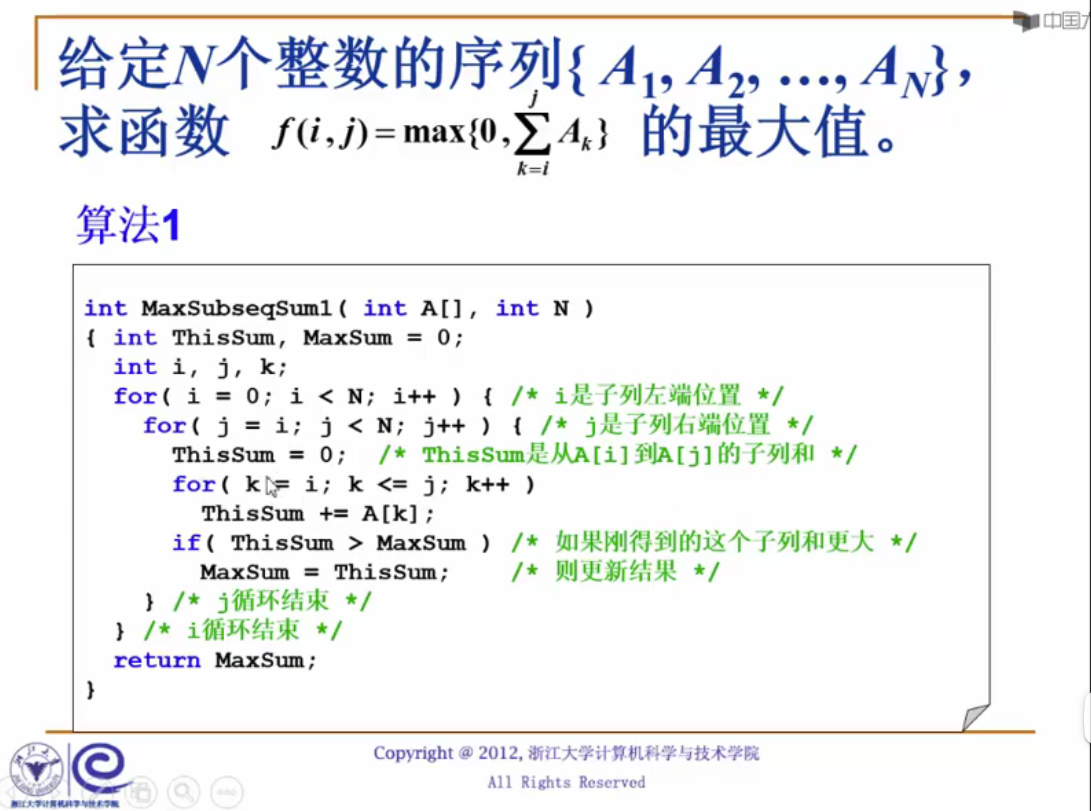 中国大
给定N个整数的序列{ A1, A2, …, AN}，
求函数 f(i, j) = max{0, ∑_{k=i}^{j} Ak} 的最大值。
算法1
int MaxSubseqSum1( int A[], int N )
{ int ThisSum, MaxSum = 0;
int i, j, k;
for( i = 0; i < N; i++ ) { /* i是子列左端位置 */
for( j = i; j < N; j++ ) { /* j是子列右端位置 */
ThisSum = 0; /* ThisSum是从A[i]到A[j]的子列和 */
for( k = i; k <= j; k++ )
ThisSum += A[k];
if( ThisSum > MaxSum ) /* 如果刚得到的这个子列和更大 */
MaxSum = ThisSum; /* 则更新结果 */
} /* j循环结束 */
} /* i循环结束 */
return MaxSum;
}
Copyright @ 2012, 浙江大学计算机科学与技术学院
All Rights Reserved
浙江大学计算机科学与技术学院